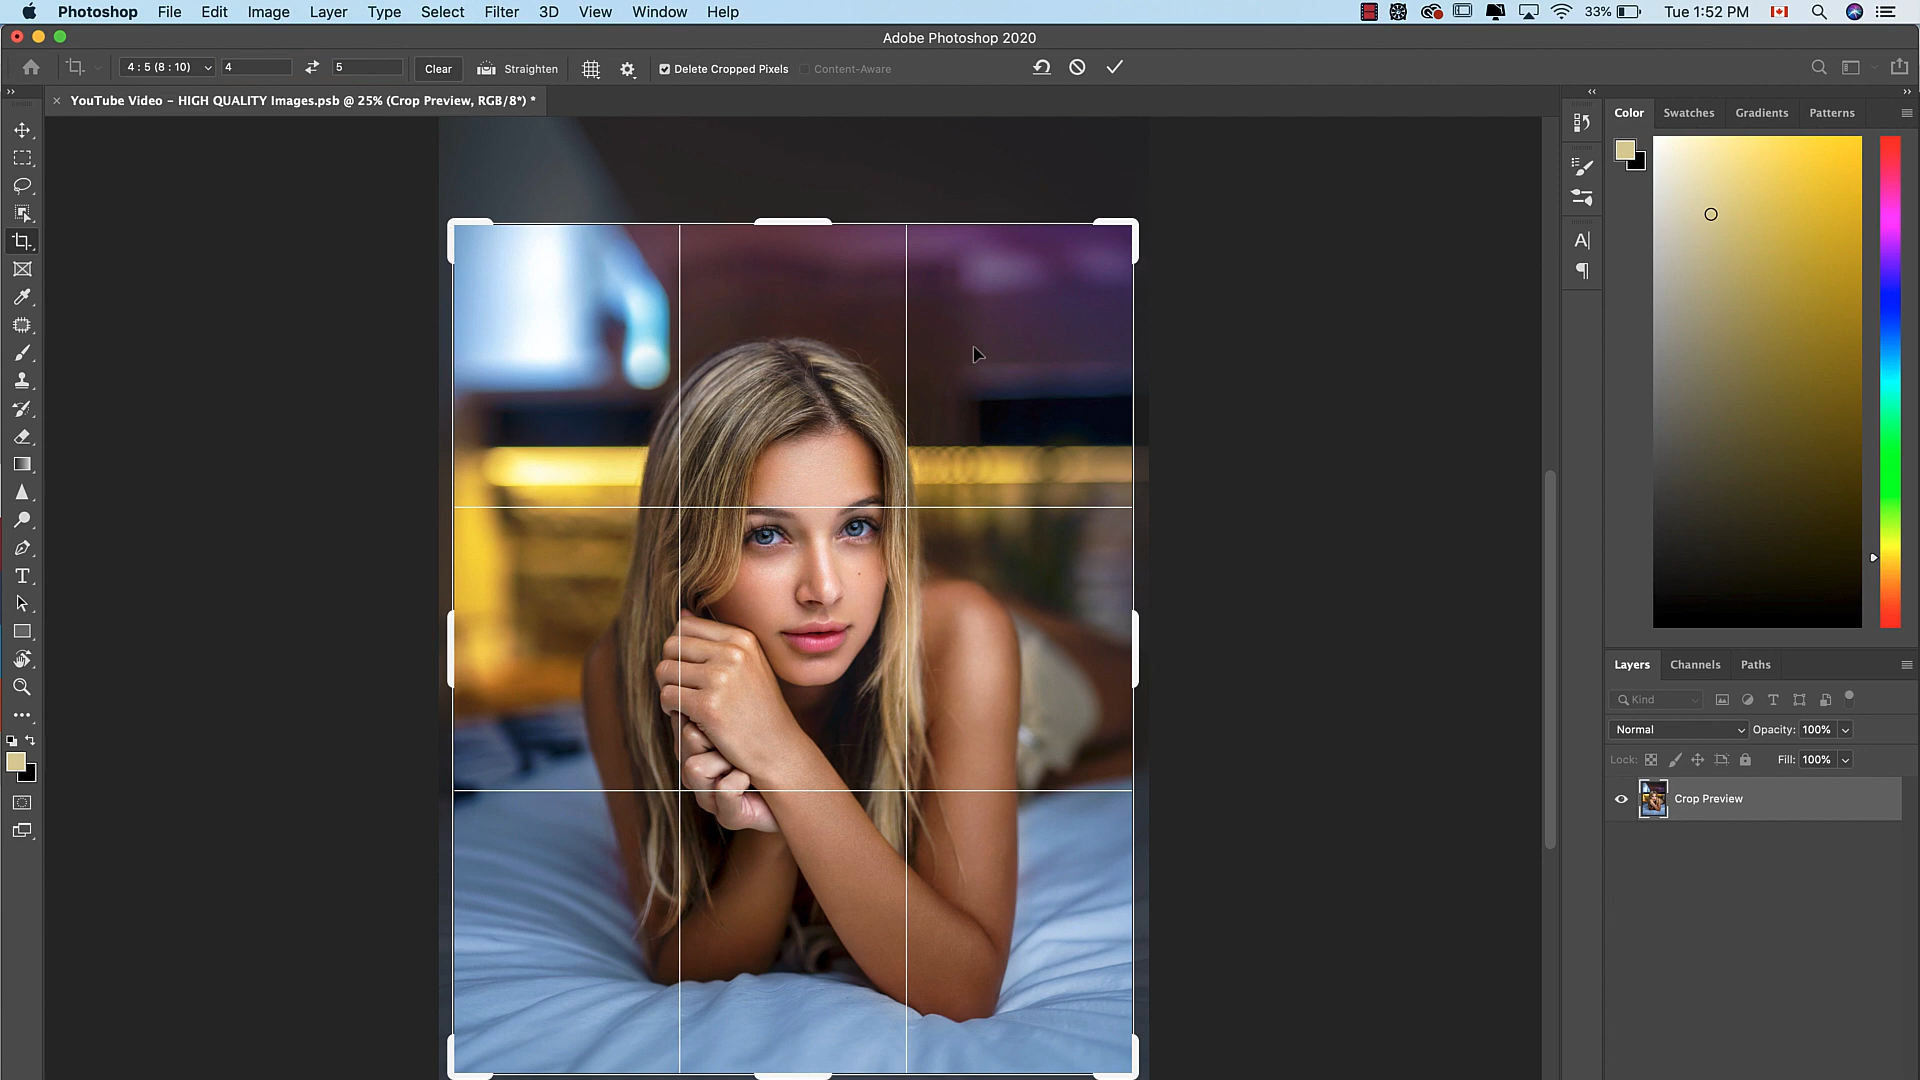 Photoshop File Edit Image Layer Type Select Filter 3D View Window Help 33% Tue 1:52 PM
Adobe Photoshop 2020
4 : 5 (8 : 10) 4 5 Clear Straighten Delete Cropped Pixels Content-Aware
YouTube Video – HIGH QUALITY Images.psb @ 25% (Crop Preview, RGB/8*) *
Color Swatches Gradients Patterns
Layers Channels Paths
Kind
Normal Opacity: 100%
Lock: Fill: 100%
Crop Preview